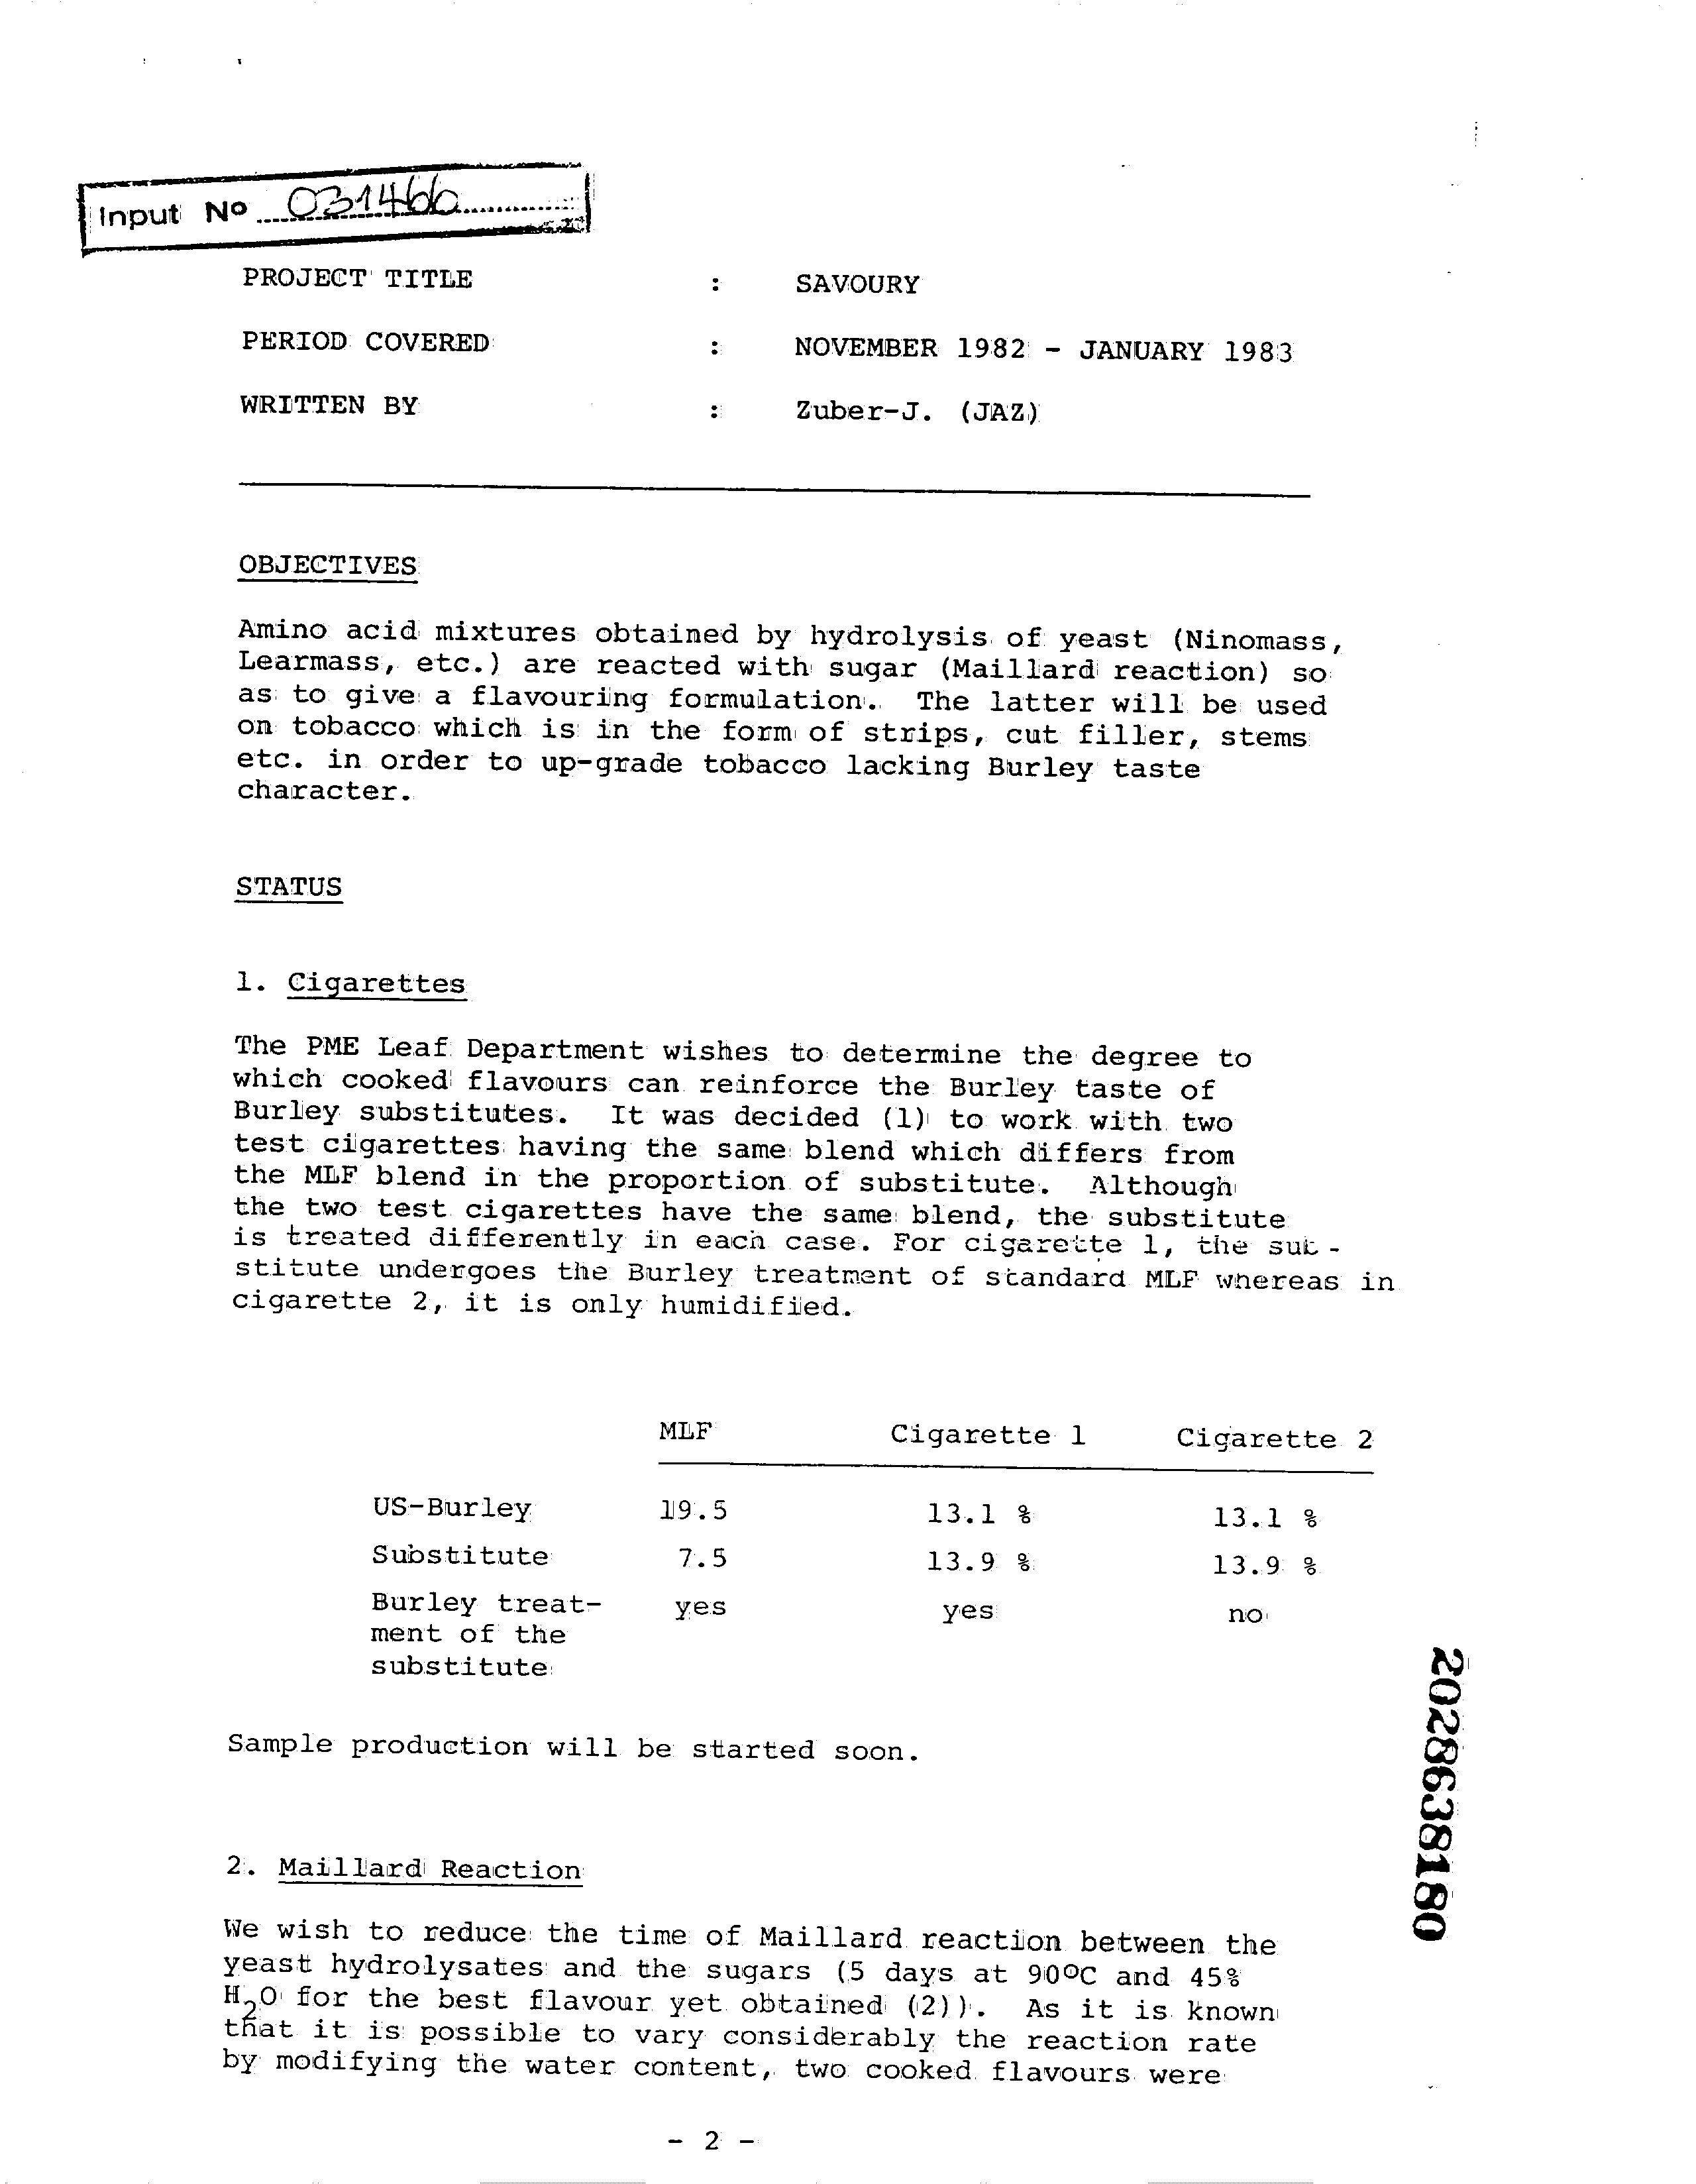 Input No 031466
PROJECT TITLE : SAVOURY
PERIOD COVERED : NOVEMBER 1982 - JANUARY 1983
WRITTEN BY : Zuber-J. (JAZ)
OBJECTIVES
Amino acid mixtures obtained by hydrolysis of yeast (Ninomass,
Learmass, etc.) are reacted with sugar (Maillard reaction) so
as to give a flavouring formulation. The latter will be used
on tobacco which is in the form of strips, cut filler, stems
etc. in order to up-grade tobacco lacking Burley taste
character.
STATUS
1. Cigarettes
The PME Leaf Department wishes to determine the degree to
which cooked flavours can reinforce the Burley taste of
Burley substitutes. It was decided (1) to work with two
test cigarettes having the same blend which differs from
the MLF blend in the proportion of substitute. Although
the two test cigarettes have the same blend, the substitute
is treated differently in each case. For cigarette 1, the sub-
stitute undergoes the Burley treatment of standard MLF whereas in
cigarette 2, it is only humidified.
MLF Cigarette 1 Cigarette 2
US-Burley 19.5 13.1 % 13.1 %
Substitute 7.5 13.9 % 13.9 %
Burley treat- yes yes no
ment of the
substitute
Sample production will be started soon.
2. Maillard Reaction
We wish to reduce the time of Maillard reaction between the
yeast hydrolysates and the sugars (5 days at 90°C and 45%
H2O for the best flavour yet obtained (2)). As it is known
that it is possible to vary considerably the reaction rate
by modifying the water content, two cooked flavours were
- 2 -
2028638180